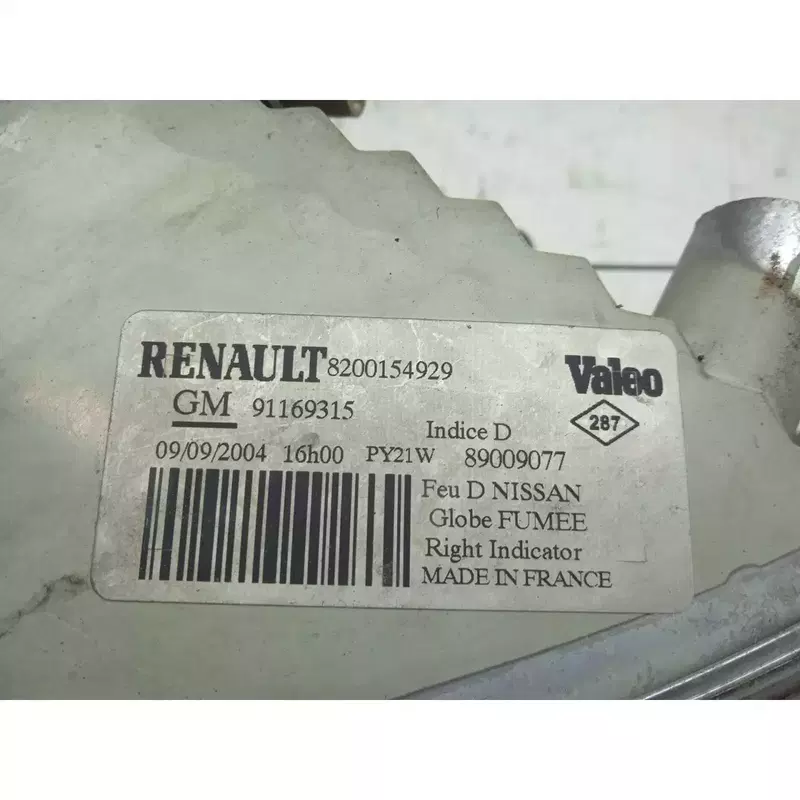 RENAULT 8200154929 Valeo
GM 91169315 287
Indice D
09/09/2004 16h00 PY21W 89009077
Feu D NISSAN
Globe FUMEE
Right Indicator
MADE IN FRANCE